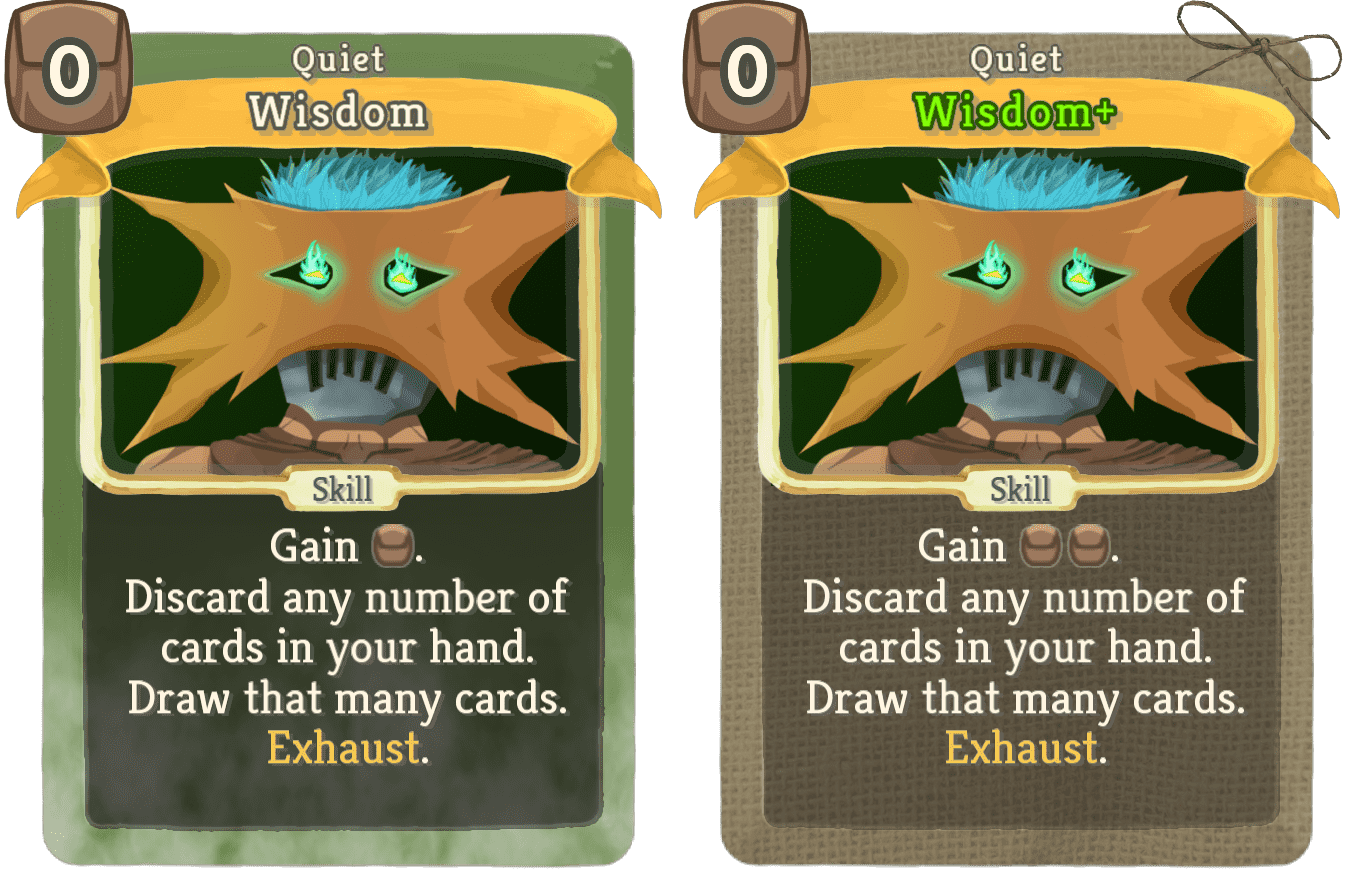 0
Quiet
Wisdom
Skill
Gain .
Discard any number of
cards in your hand.
Draw that many cards.
Exhaust.
0
Quiet
Wisdom+
Skill
Gain .
Discard any number of
cards in your hand.
Draw that many cards.
Exhaust.